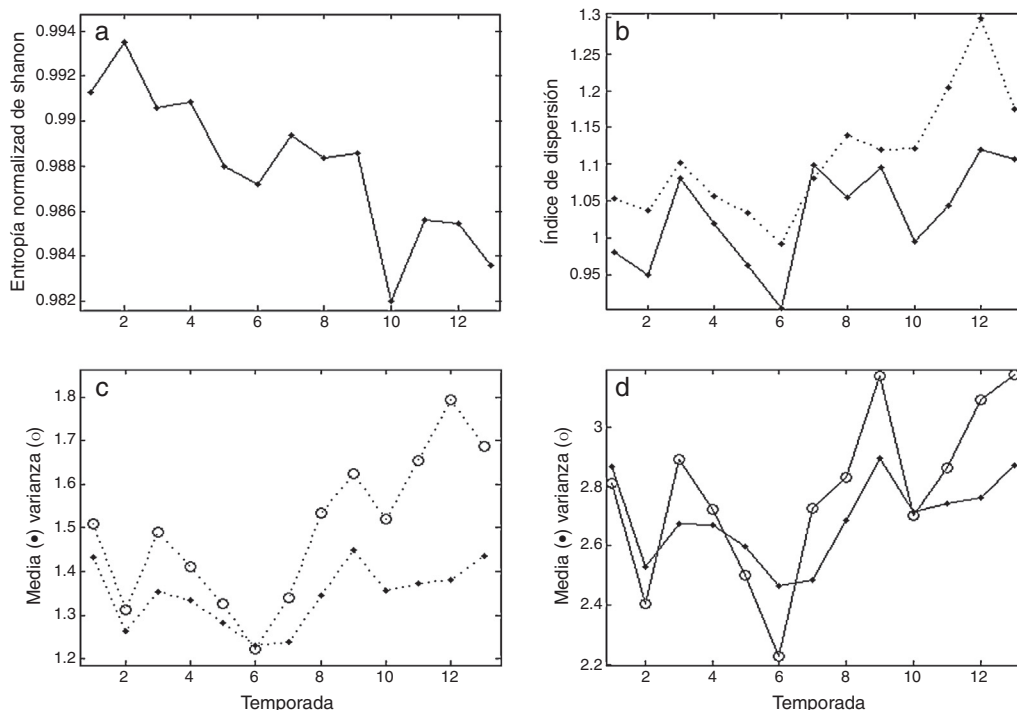 a
0.994
0.992
0.99
0.988
0.986
0.984
0.982
Entropía normalizad de shanon
2 4 6 8 10 12
b
1.3
1.25
1.3
1.15
1.1
1.05
1
0.95
Índice de dispersión
2 4 6 8 10 12
Temporada
c
1.8
1.7
1.6
1.5
1.4
1.3
1.2
Media (●) varianza (○)
2 4 6 8 10 12
Temporada
d
3
2.8
2.6
2.4
2.2
Media (●) varianza (○)
2 4 6 8 10 12
Temporada